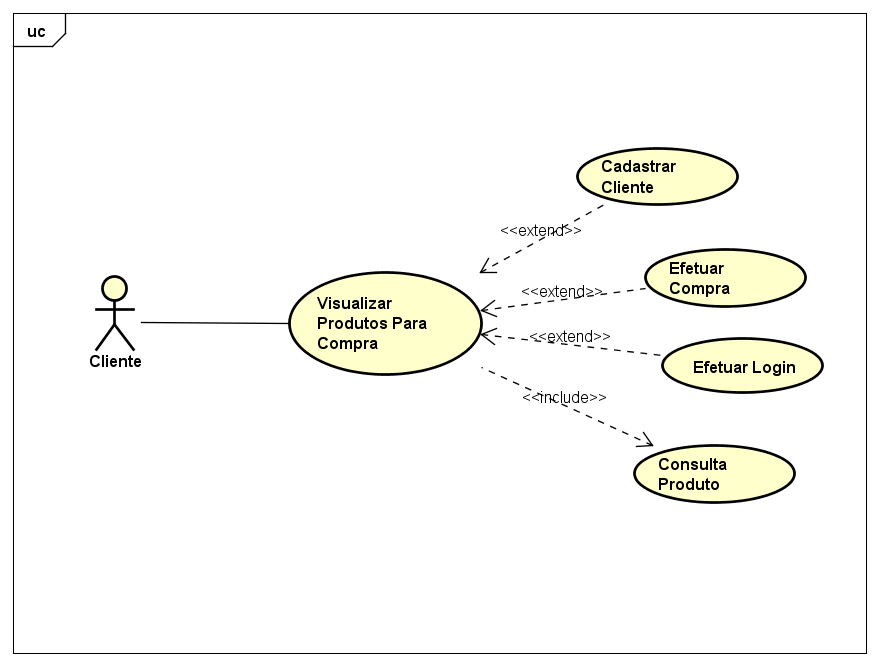 uc
Cadastrar
Cliente
<<extend>>
Efetuar
Compra
<<extend>>
Visualizar
Produtos Para
Compra
<<extend>>
Efetuar Login
Cliente
<<include>>
Consulta
Produto